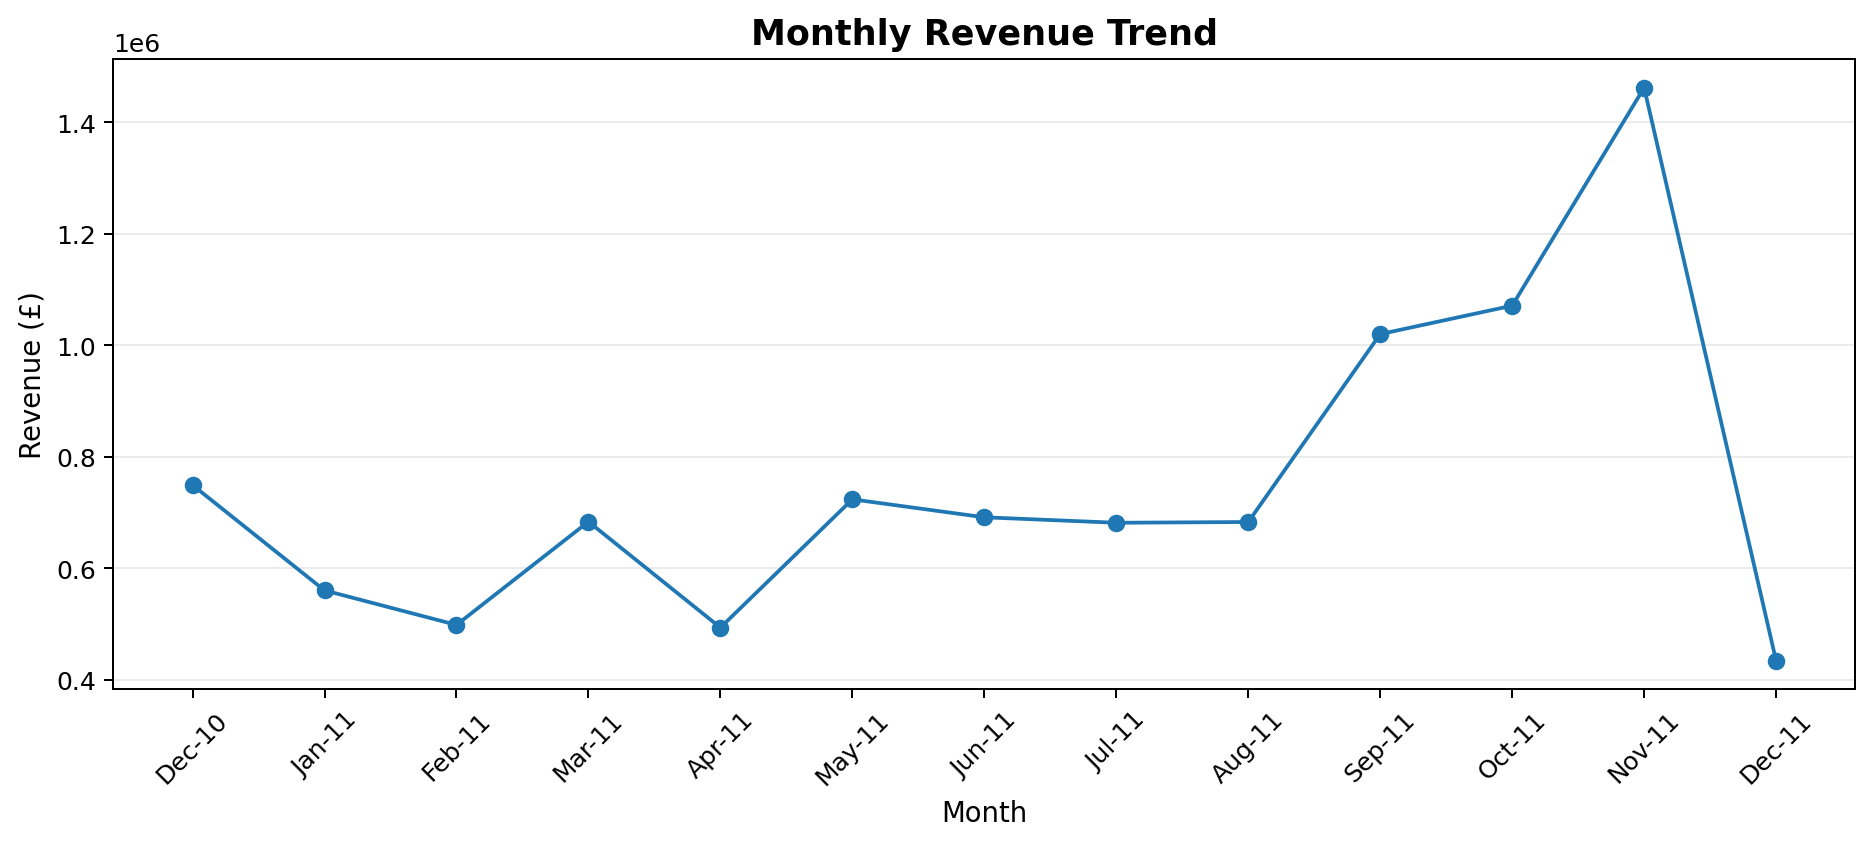 Monthly Revenue Trend
1e6
1.4
1.2
1.0
0.8
0.6
0.4
Revenue (£)
Dec-10
Jan-11
Feb-11
Mar-11
Apr-11
May-11
Jun-11
Jul-11
Aug-11
Sep-11
Oct-11
Nov-11
Dec-11
Month